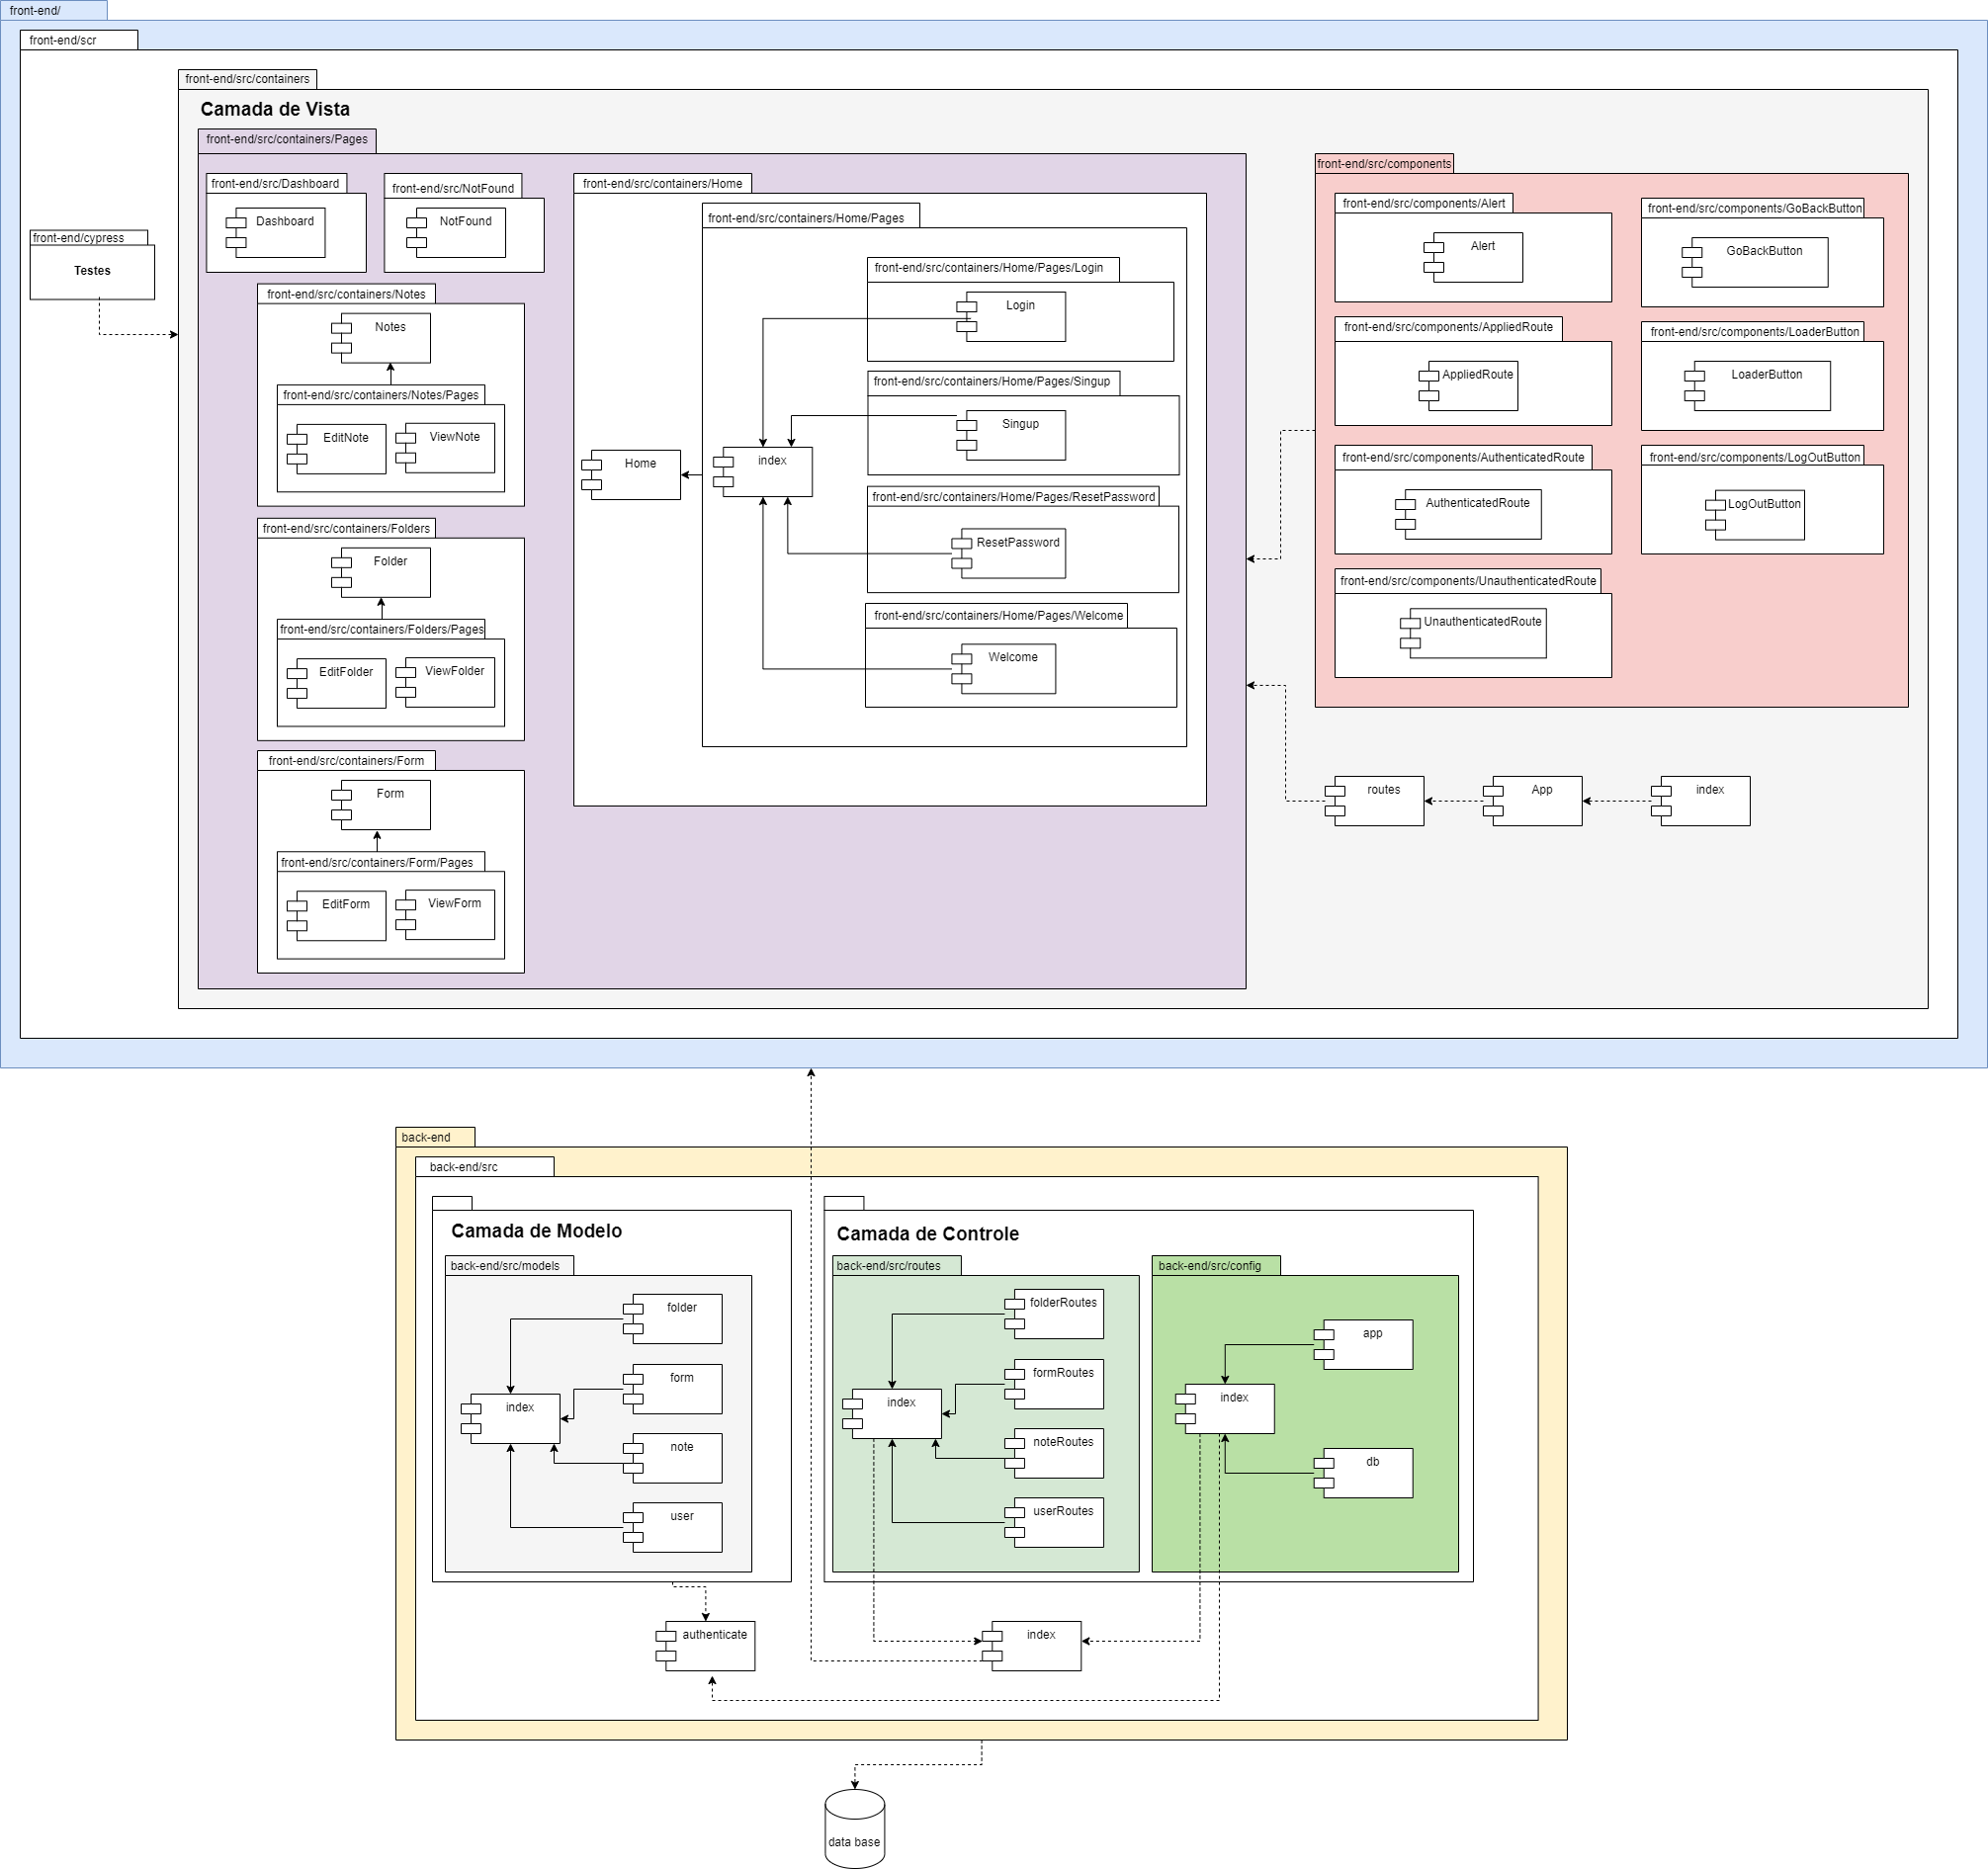 front-end/
front-end/scr
front-end/src/containers
Camada de Vista
front-end/src/containers/Pages
front-end/cypress
Testes
front-end/src/Dashboard
Dashboard
front-end/src/NotFound
NotFound
front-end/src/containers/Notes
Notes
front-end/src/containers/Notes/Pages
EditNote
ViewNote
front-end/src/containers/Folders
Folder
front-end/src/containers/Folders/Pages
EditFolder
ViewFolder
front-end/src/containers/Form
Form
front-end/src/containers/Form/Pages
EditForm
ViewForm
front-end/src/containers/Home
Home
front-end/src/containers/Home/Pages
index
front-end/src/containers/Home/Pages/Login
Login
front-end/src/containers/Home/Pages/Singup
Singup
front-end/src/containers/Home/Pages/ResetPassword
ResetPassword
front-end/src/containers/Home/Pages/Welcome
Welcome
front-end/src/components
front-end/src/components/Alert
Alert
front-end/src/components/GoBackButton
GoBackButton
front-end/src/components/AppliedRoute
AppliedRoute
front-end/src/components/LoaderButton
LoaderButton
front-end/src/components/AuthenticatedRoute
AuthenticatedRoute
front-end/src/components/LogOutButton
LogOutButton
front-end/src/components/UnauthenticatedRoute
UnauthenticatedRoute
routes
App
index
back-end
back-end/src
Camada de Modelo
back-end/src/models
folder
form
index
note
user
Camada de Controle
back-end/src/routes
folderRoutes
formRoutes
index
noteRoutes
userRoutes
back-end/src/config
app
index
db
authenticate
index
data base